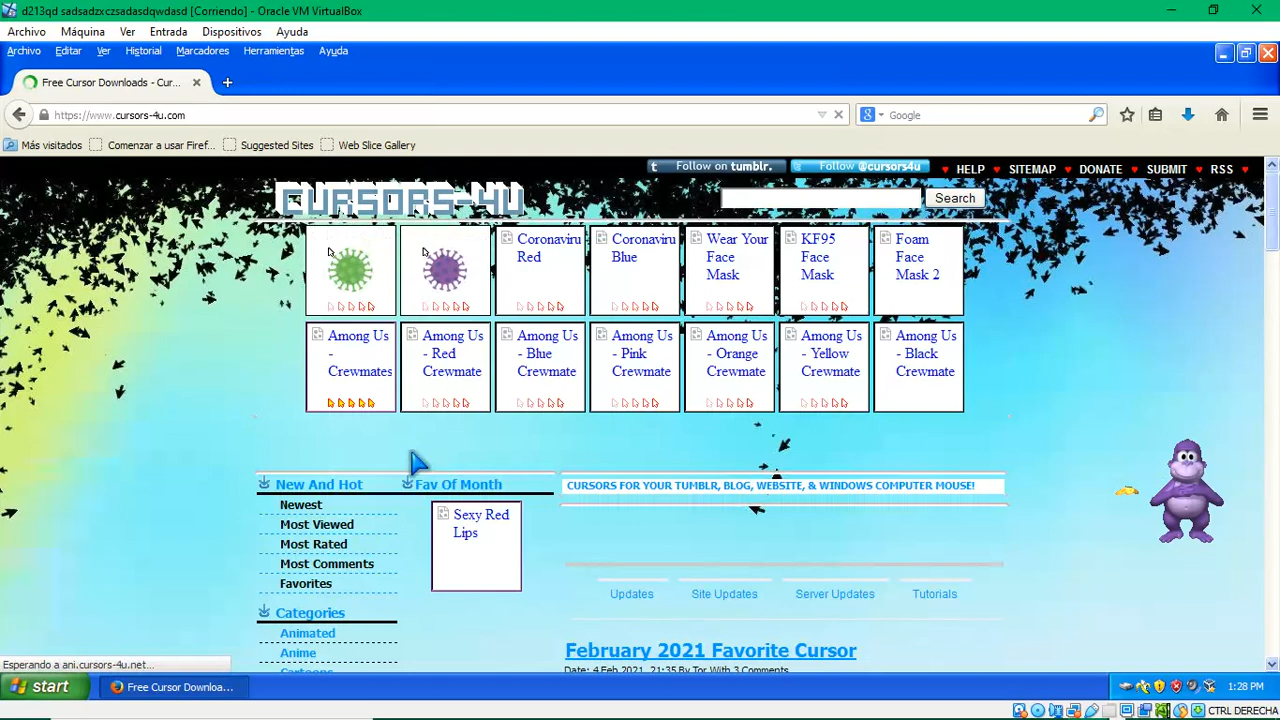 d213qd sadsadzxczsadasdqwdasd [Corriendo] - Oracle VM VirtualBox
Archivo Máquina Ver Entrada Dispositivos Ayuda
Archivo Editar Ver Historial Marcadores Herramientas Ayuda
Free Cursor Downloads - Cur...
https://www.cursors-4u.com
Google
Más visitados Comenzar a usar Firef... Suggested Sites Web Slice Gallery
Follow on tumblr. Follow @cursors4u HELP SITEMAP DONATE SUBMIT RSS
CURSORS-4U
Search
Coronaviru Red
Coronaviru Blue
Wear Your Face Mask
KF95 Face Mask
Foam Face Mask 2
Among Us - Crewmates
Among Us - Red Crewmate
Among Us - Blue Crewmate
Among Us - Pink Crewmate
Among Us - Orange Crewmate
Among Us - Yellow Crewmate
Among Us - Black Crewmate
New And Hot
Newest
Most Viewed
Most Rated
Most Comments
Favorites
Categories
Animated
Anime
Cartoons
Fav Of Month
Sexy Red Lips
CURSORS FOR YOUR TUMBLR, BLOG, WEBSITE, & WINDOWS COMPUTER MOUSE!
Updates Site Updates Server Updates Tutorials
February 2021 Favorite Cursor
Date: 4 Feb 2021, 21:35 By Tor With 3 Comments
Esperando a ani.cursors-4u.net...
start Free Cursor Downloa... 1:28 PM
CTRL DERECHA